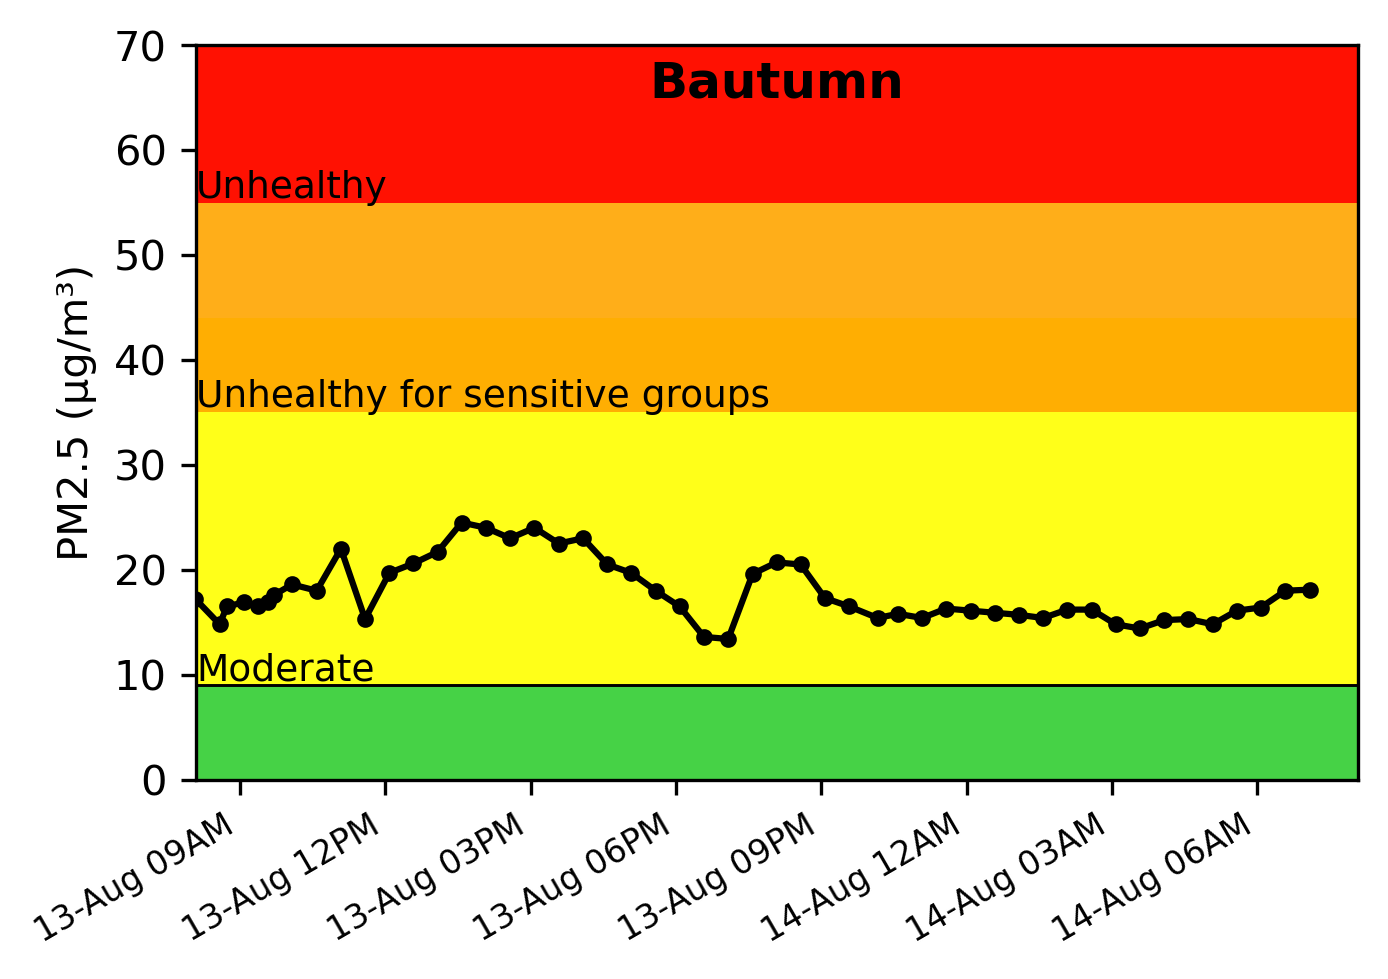 Bautumn
70
60
50
40
30
20
10
0
PM2.5 (µg/m³)
Unhealthy
Unhealthy for sensitive groups
Moderate
13-Aug 09AM
13-Aug 12PM
13-Aug 03PM
13-Aug 06PM
13-Aug 09PM
14-Aug 12AM
14-Aug 03AM
14-Aug 06AM